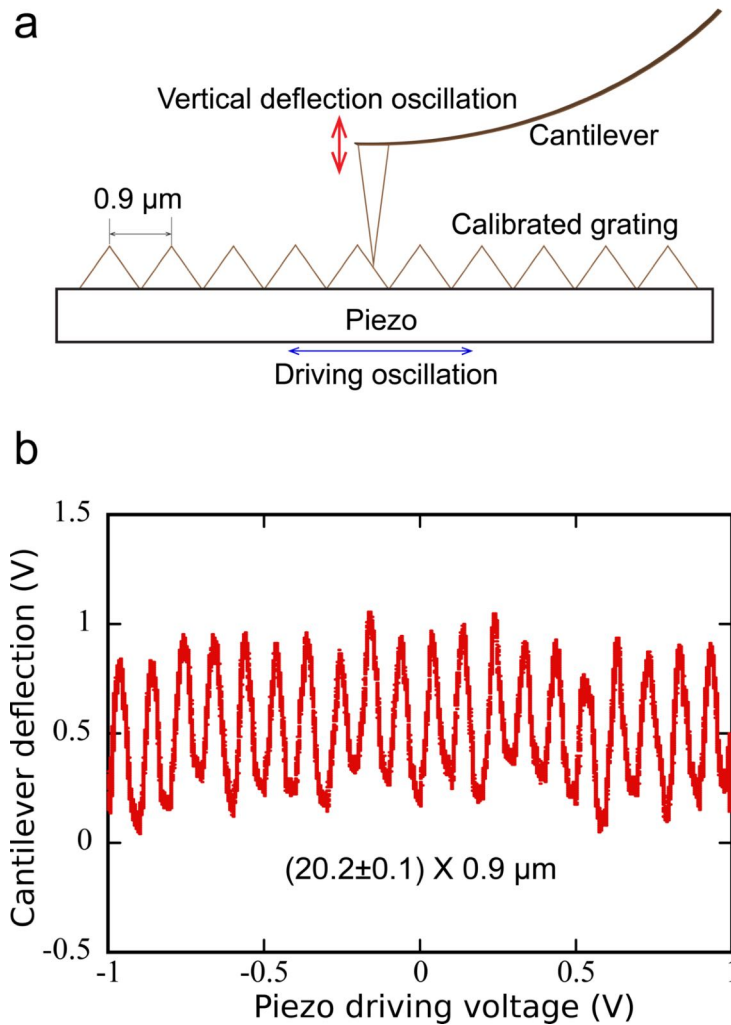 a
Vertical deflection oscillation
Cantilever
0.9 µm
Calibrated grating
Piezo
Driving oscillation
b
Cantilever deflection (V)
1.5
1
0.5
0
-0.5
(20.2±0.1) X 0.9 µm
-1
-0.5
0
0.5
1
Piezo driving voltage (V)